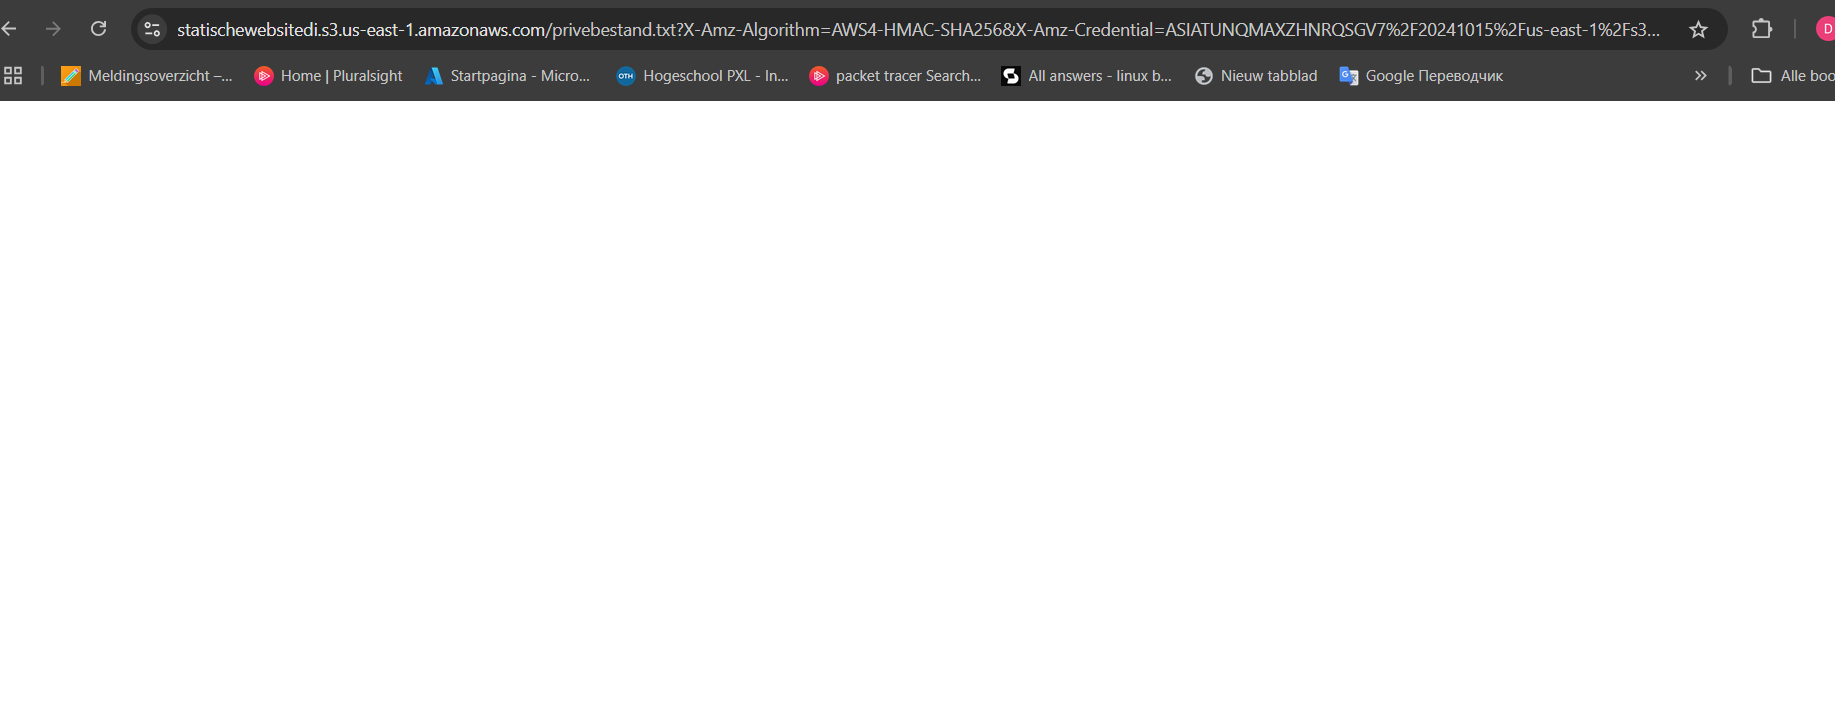 statischewebsitedi.s3.us-east-1.amazonaws.com/privebestand.txt?X-Amz-Algorithm=AWS4-HMAC-SHA256&X-Amz-Credential=ASIATUNQMAXZHNRQSGV7%2F20241015%2Fus-east-1%2Fs3... D
Meldingsoverzicht –... Home | Pluralsight Startpagina - Micro... OTH Hogeschool PXL - In... packet tracer Search... S All answers - linux b... Nieuw tabblad G Google Переводчик » Alle boo